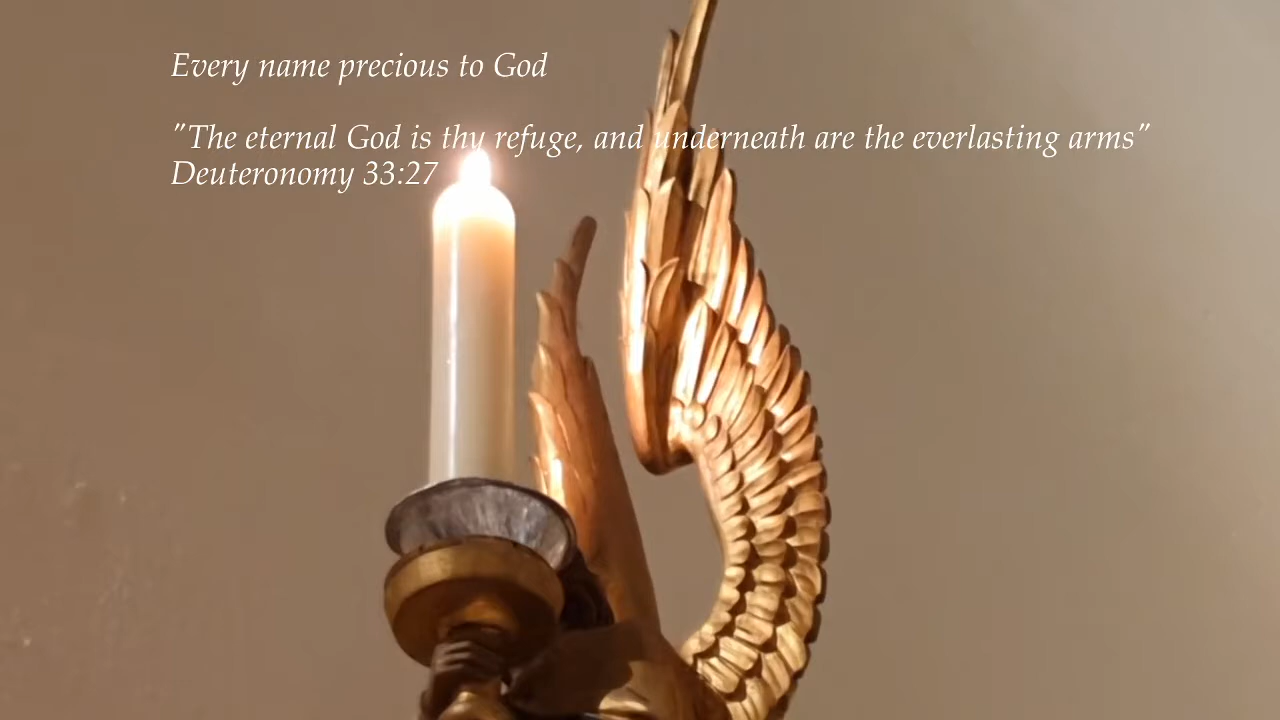 Every name precious to God
"The eternal God is thy refuge, and underneath are the everlasting arms"
Deuteronomy 33:27